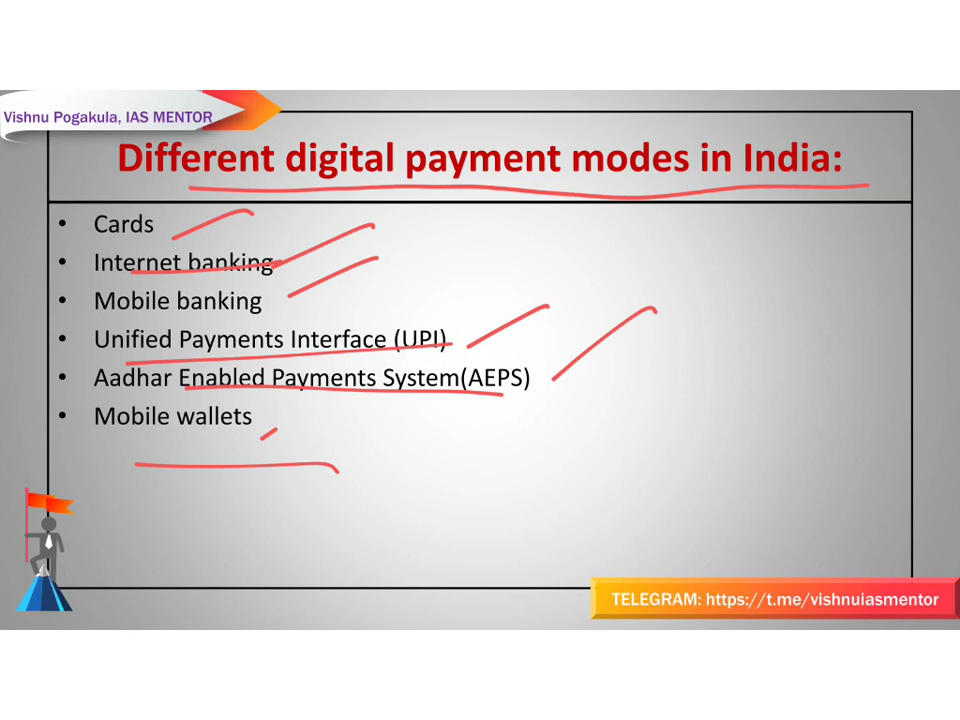 Vishnu Pogakula, IAS MENTOR
Different digital payment modes in India:
• Cards
• Internet banking
• Mobile banking
• Unified Payments Interface (UPI)
• Aadhar Enabled Payments System(AEPS)
• Mobile wallets
TELEGRAM: https://t.me/vishnuiasmentor